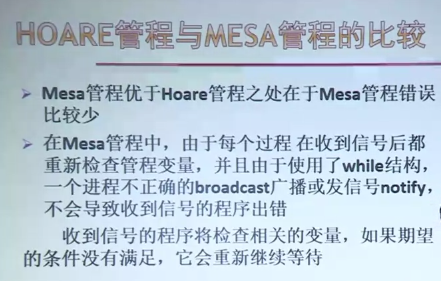 HOARE管程与MESA管程的比较
Mesa管程优于Hoare管程之处在于Mesa管程错误
比较少
在Mesa管程中，由于每个过程在收到信号后都
重新检查管程变量，并且由于使用了while结构，
一个进程不正确的broadcast广播或发信号notify，
不会导致收到信号的程序出错
收到信号的程序将检查相关的变量，如果期望
的条件没有满足，它会重新继续等待